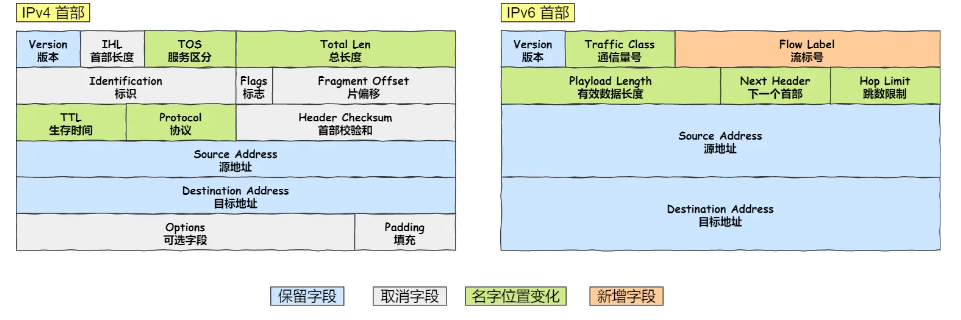 IPv4 首部
Version
版本
IHL
首部长度
TOS
服务区分
Total Len
总长度
Identification
标识
Flags
标志
Fragment Offset
片偏移
TTL
生存时间
Protocol
协议
Header Checksum
首部校验和
Source Address
源地址
Destination Address
目标地址
Options
可选字段
Padding
填充
IPv6 首部
Version
版本
Traffic Class
通信量号
Flow Label
流标号
Playload Length
有效数据长度
Next Header
下一个首部
Hop Limit
跳数限制
Source Address
源地址
Destination Address
目标地址
保留字段
取消字段
名字位置变化
新增字段